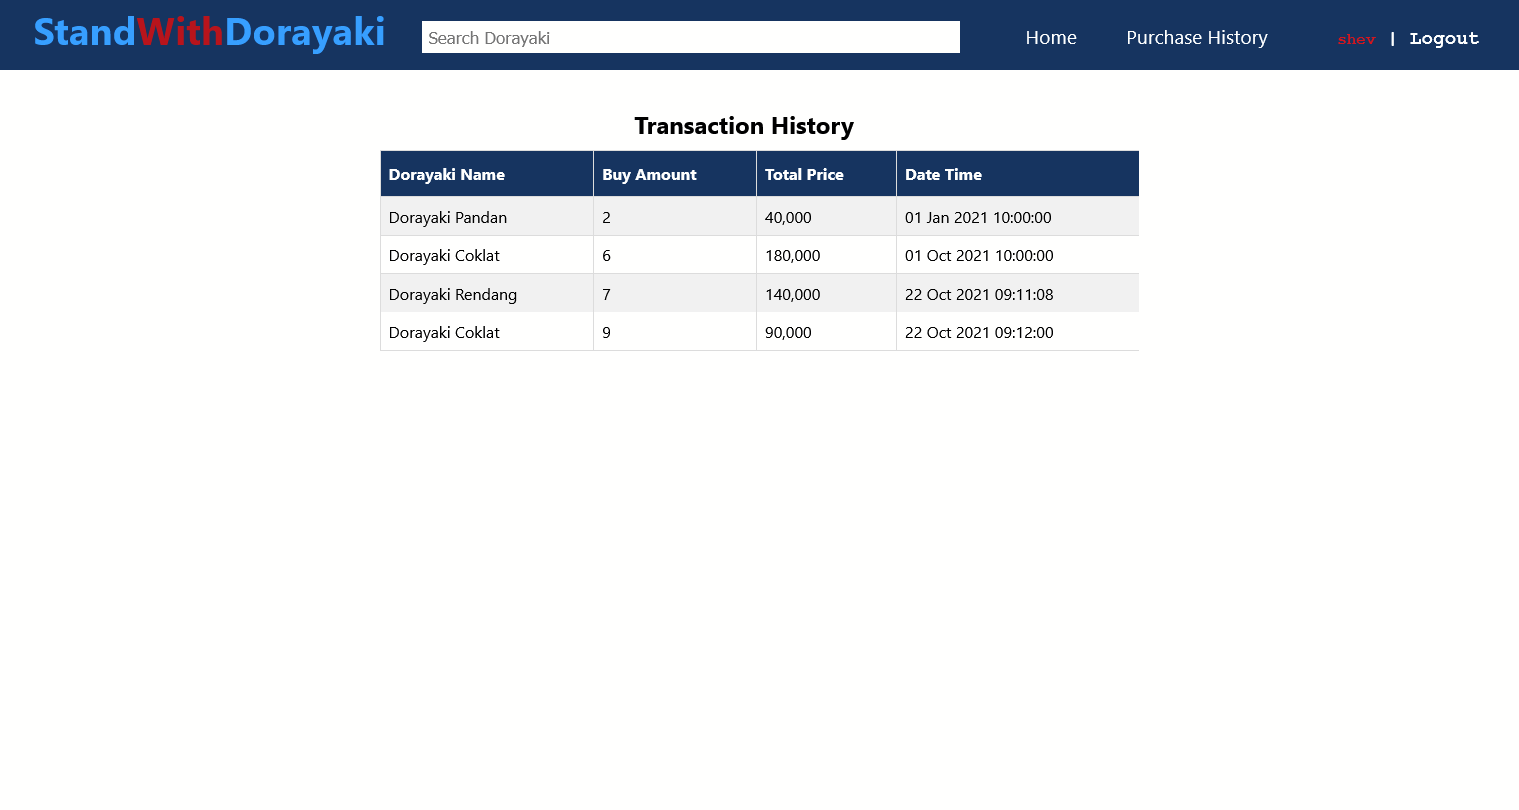 StandWithDorayaki Search Dorayaki Home Purchase History shev | Logout
Transaction History
Dorayaki Name Buy Amount Total Price Date Time
Dorayaki Pandan 2 40,000 01 Jan 2021 10:00:00
Dorayaki Coklat 6 180,000 01 Oct 2021 10:00:00
Dorayaki Rendang 7 140,000 22 Oct 2021 09:11:08
Dorayaki Coklat 9 90,000 22 Oct 2021 09:12:00